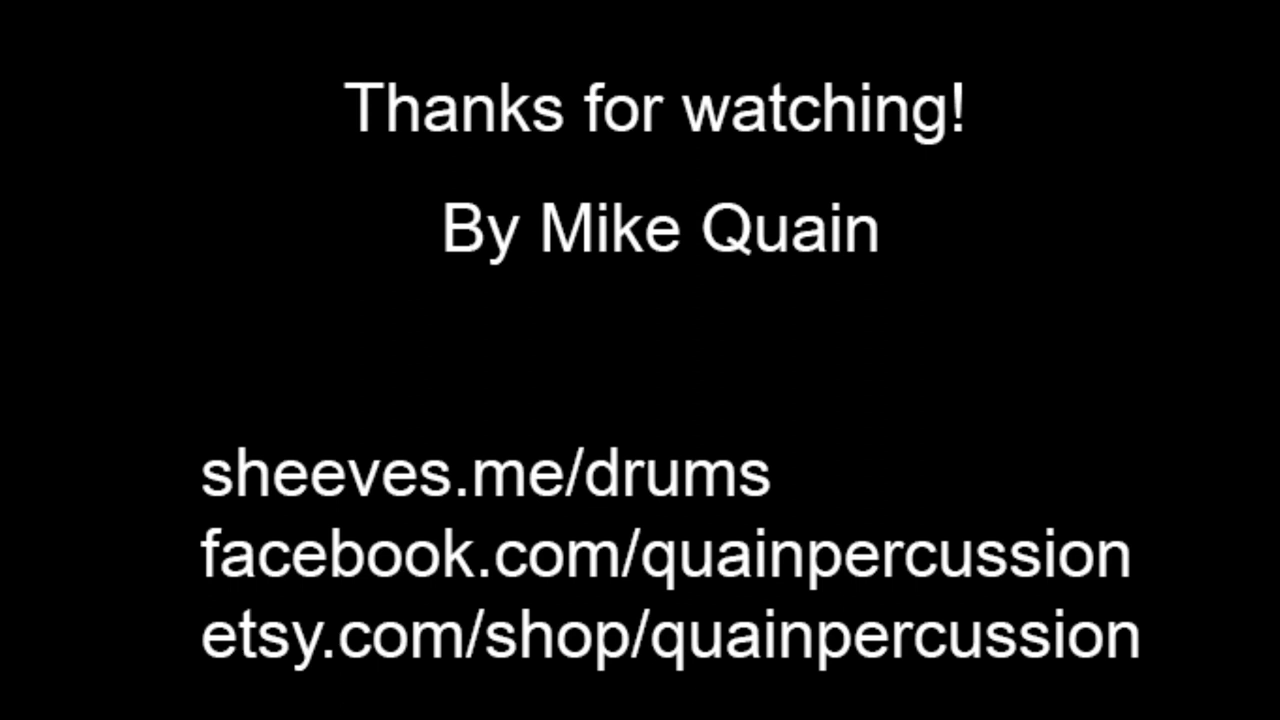 Thanks for watching!
By Mike Quain
sheeves.me/drums
facebook.com/quainpercussion
etsy.com/shop/quainpercussion